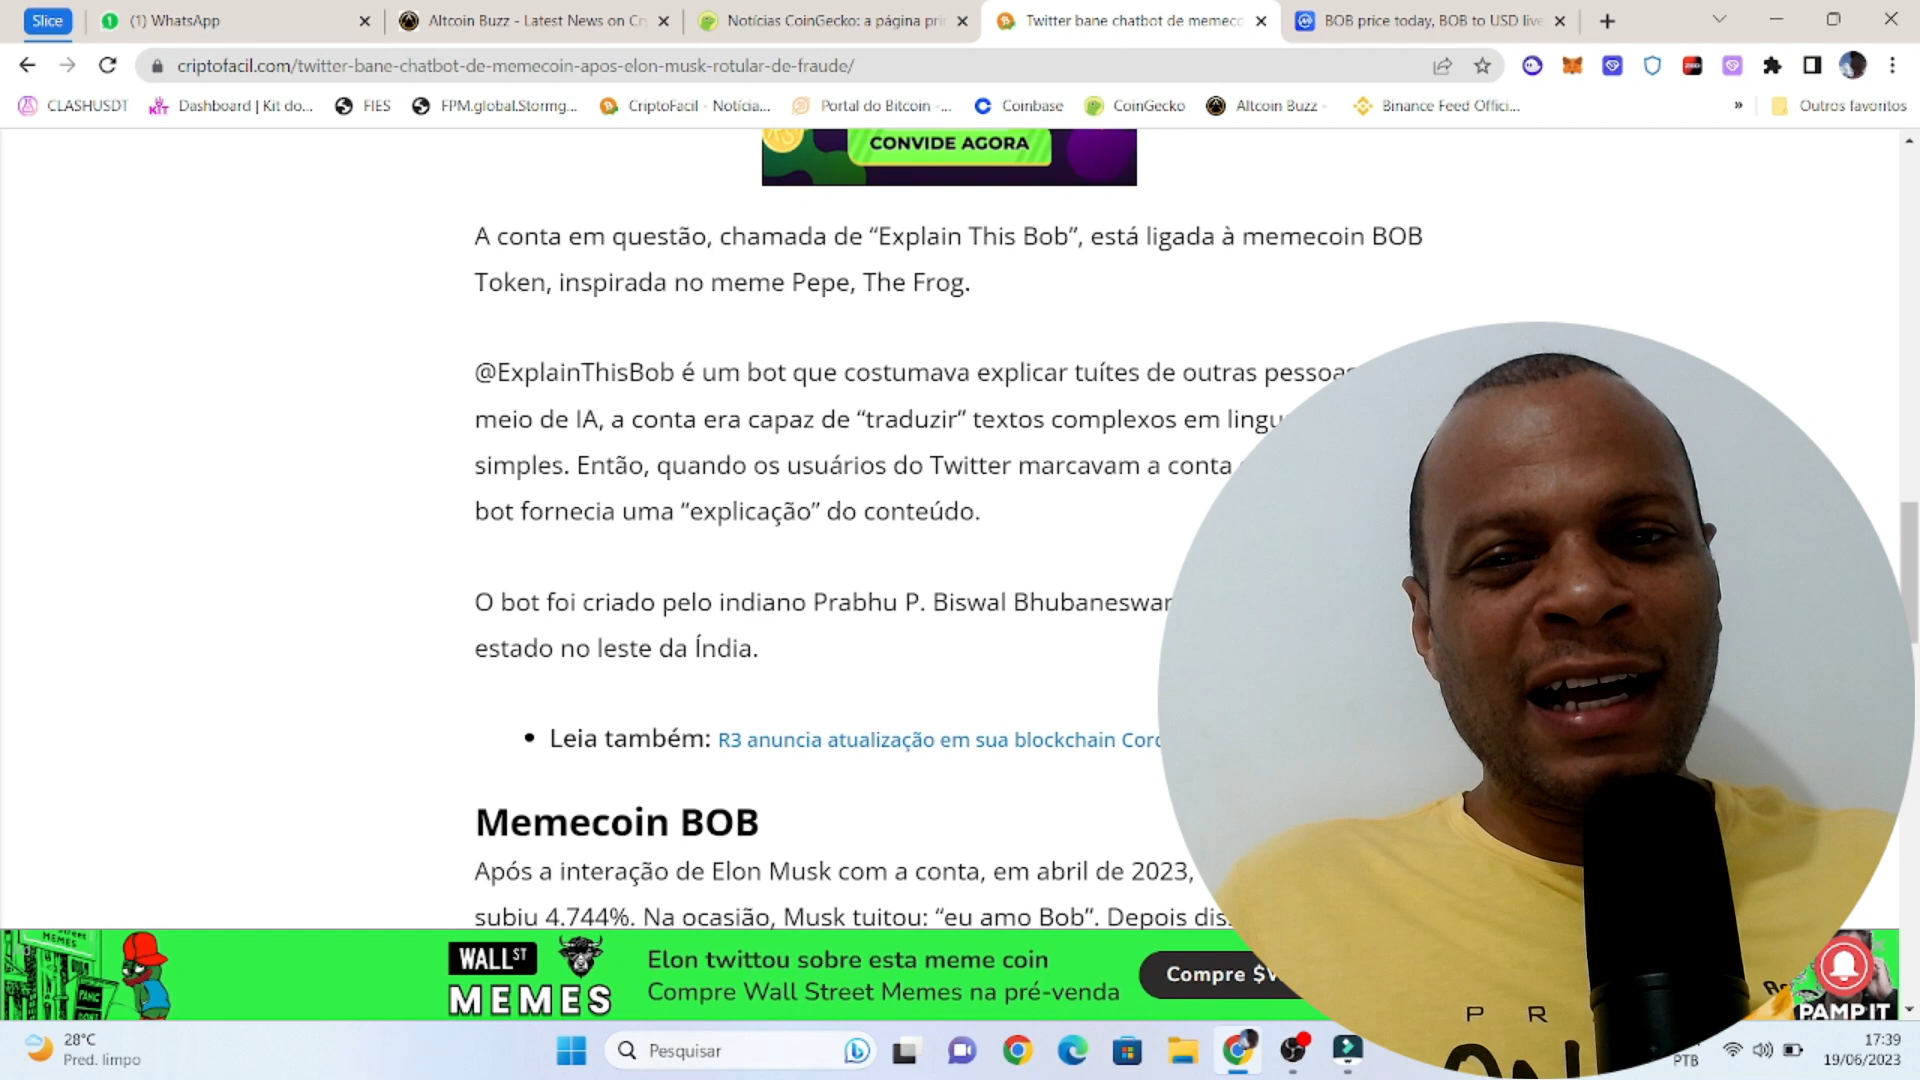 Slice
(1) WhatsApp
Altcoin Buzz - Latest News on Cry
Notícias CoinGecko: a página prin
Twitter bane chatbot de memeco
BOB price today, BOB to USD live
criptofacil.com/twitter-bane-chatbot-de-memecoin-apos-elon-musk-rotular-de-fraude/
CLASHUSDT
Dashboard | Kit do...
FIES
FPM.global.Stormg...
CriptoFacil - Notícia...
Portal do Bitcoin -...
Coinbase
CoinGecko
Altcoin Buzz -
Binance Feed Offici...
»
Outros favoritos
CONVIDE AGORA
A conta em questão, chamada de “Explain This Bob”, está ligada à memecoin BOB
Token, inspirada no meme Pepe, The Frog.
@ExplainThisBob é um bot que costumava explicar tuítes de outras pessoas
meio de IA, a conta era capaz de “traduzir” textos complexos em lingu
simples. Então, quando os usuários do Twitter marcavam a conta
bot fornecia uma “explicação” do conteúdo.
O bot foi criado pelo indiano Prabhu P. Biswal Bhubaneswar
estado no leste da Índia.
• Leia também: R3 anuncia atualização em sua blockchain Cord
Memecoin BOB
Após a interação de Elon Musk com a conta, em abril de 2023,
subiu 4.744%. Na ocasião, Musk tuitou: “eu amo Bob”. Depois dis
MEMES
PANIC
WALL ST
MEMES
Elon twittou sobre esta meme coin
Compre Wall Street Memes na pré-venda
Compre $
PAMP IT
P R
28°C
Pred. limpo
Pesquisar
PTB
17:39
19/06/2023